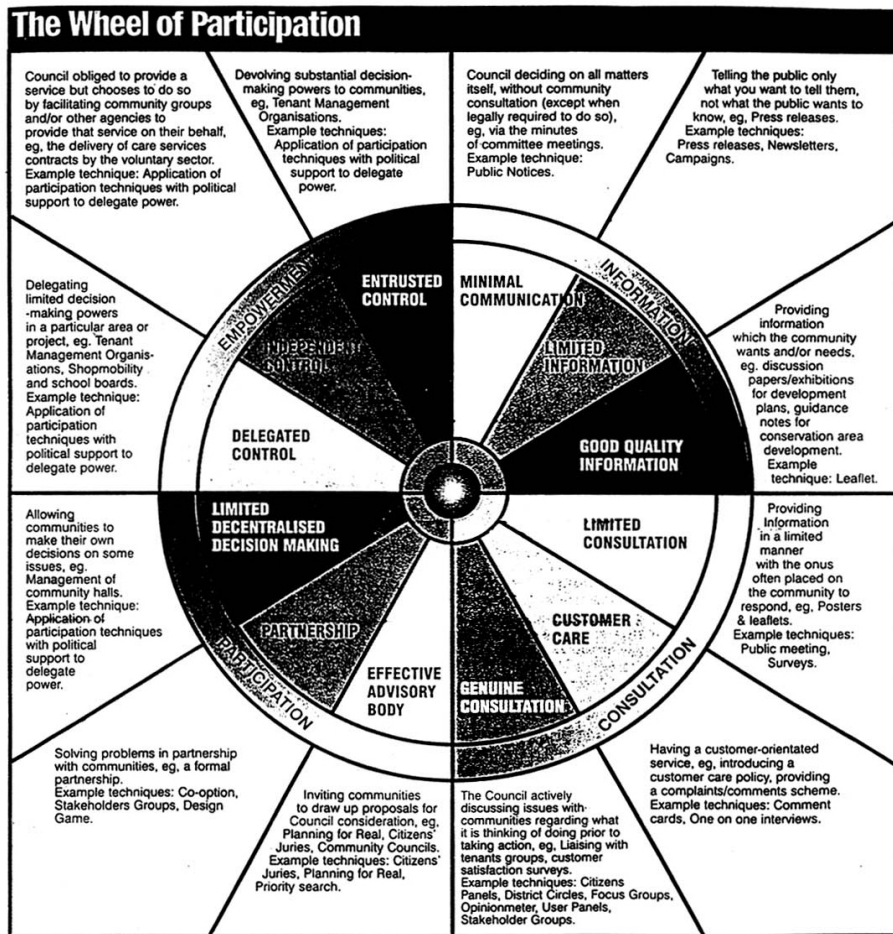 The Wheel of Participation
Council obliged to provide a
service but chooses to do so
by facilitating community groups
and/or other agencies to
provide that service on their behalf,
eg, the delivery of care services
contracts by the voluntary sector.
Example technique: Application of
participation techniques with political
support to delegate power.
Devolving substantial decision-
making powers to communities,
eg, Tenant Management
Organisations.
Example techniques:
Application of participation
techniques with political
support to delegate
power.
Council deciding on all matters
itself, without community
consultation (except when
legally required to do so),
eg, via the minutes
of committee meetings.
Example technique:
Public Notices.
Telling the public only
what you want to tell them,
not what the public wants to
know, eg, Press releases.
Example techniques:
Press releases, Newsletters,
Campaigns.
Delegating
limited decision
-making powers
in a particular area or
project, eg. Tenant
Management Organis-
ations, Shopmobility
and school boards.
Example technique:
Application of
participation
techniques with
political support to
delegate power.
EMPOWERMENT
ENTRUSTED
CONTROL
INDEPENDENT
CONTROL
DELEGATED
CONTROL
INFORMATION
MINIMAL
COMMUNICATION
LIMITED
INFORMATION
GOOD QUALITY
INFORMATION
Providing
information
which the community
wants and/or needs,
eg. discussion
papers/exhibitions
for development
plans, guidance
notes for
conservation area
development.
Example
technique: Leaflet.
Allowing
communities to
make their own
decisions on some
issues, eg.
Management of
community halls.
Example technique:
Application of
participation techniques
with political
support to
delegate
power.
LIMITED
DECENTRALISED
DECISION MAKING
PARTNERSHIP
EFFECTIVE
ADVISORY
BODY
PARTICIPATION
LIMITED
CONSULTATION
CUSTOMER
CARE
GENUINE
CONSULTATION
CONSULTATION
Providing
Information
in a limited
manner
with the onus
often placed on
the community to
respond, eg, Posters
& leaflets.
Example techniques:
Public meeting,
Surveys.
Solving problems in partnership
with communities, eg, a formal
partnership.
Example techniques: Co-option,
Stakeholders Groups, Design
Game.
Inviting communities
to draw up proposals for
Council consideration, eg,
Planning for Real, Citizens'
Juries, Community Councils.
Example techniques: Citizens'
Juries, Planning for Real,
Priority search.
The Council actively
discussing issues with
communities regarding what
it is thinking of doing prior to
taking action, eg, Liaising with
tenants groups, customer
satisfaction surveys.
Example techniques: Citizens
Panels, District Circles, Focus Groups,
Opinionmeter, User Panels,
Stakeholder Groups.
Having a customer-orientated
service, eg, introducing a
customer care policy, providing
a complaints/comments scheme.
Example techniques: Comment
cards, One on one interviews.